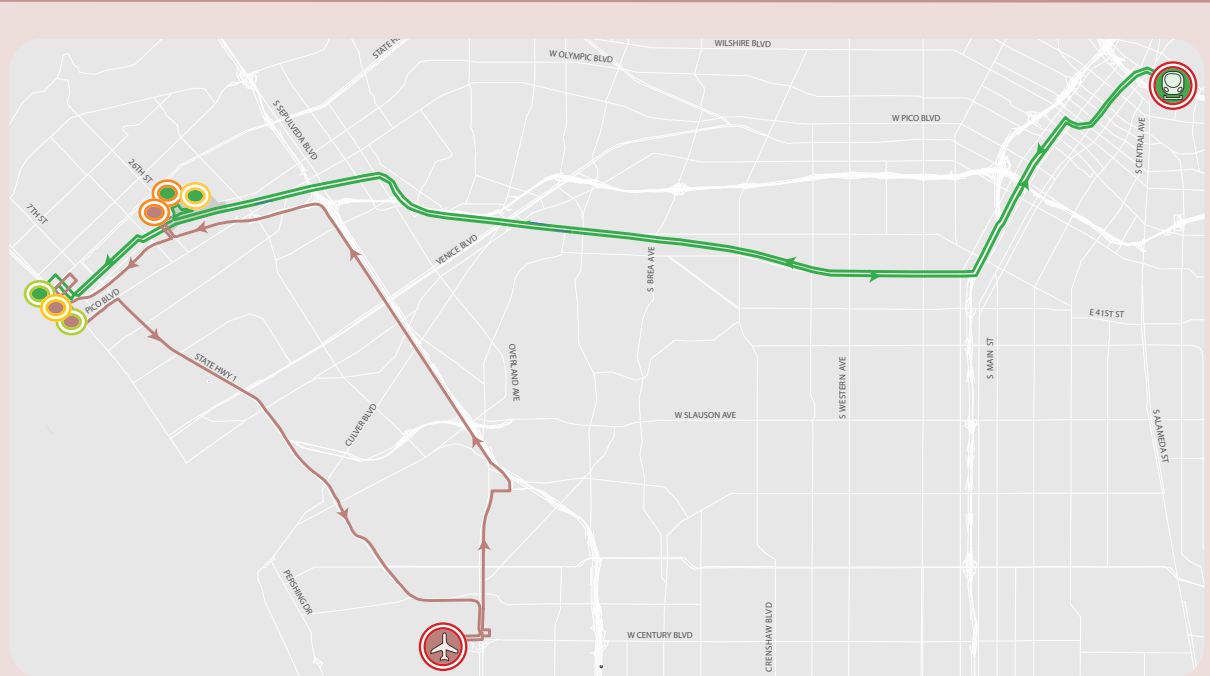 WILSHIRE BLVD
W OLYMPIC BLVD
S SEPULVEDA BLVD
W PICO BLVD
S CENTRAL AVE
26TH ST
7TH ST
VENICE BLVD
S BREA AVE
PICO BLVD
E 41ST ST
S MAIN ST
STATE HWY 1
OVERLAND AVE
S WESTERN AVE
CULVER BLVD
W SLAUSON AVE
S ALAMEDA ST
PERSHING DR
W CENTURY BLVD
CRENSHAW BLVD